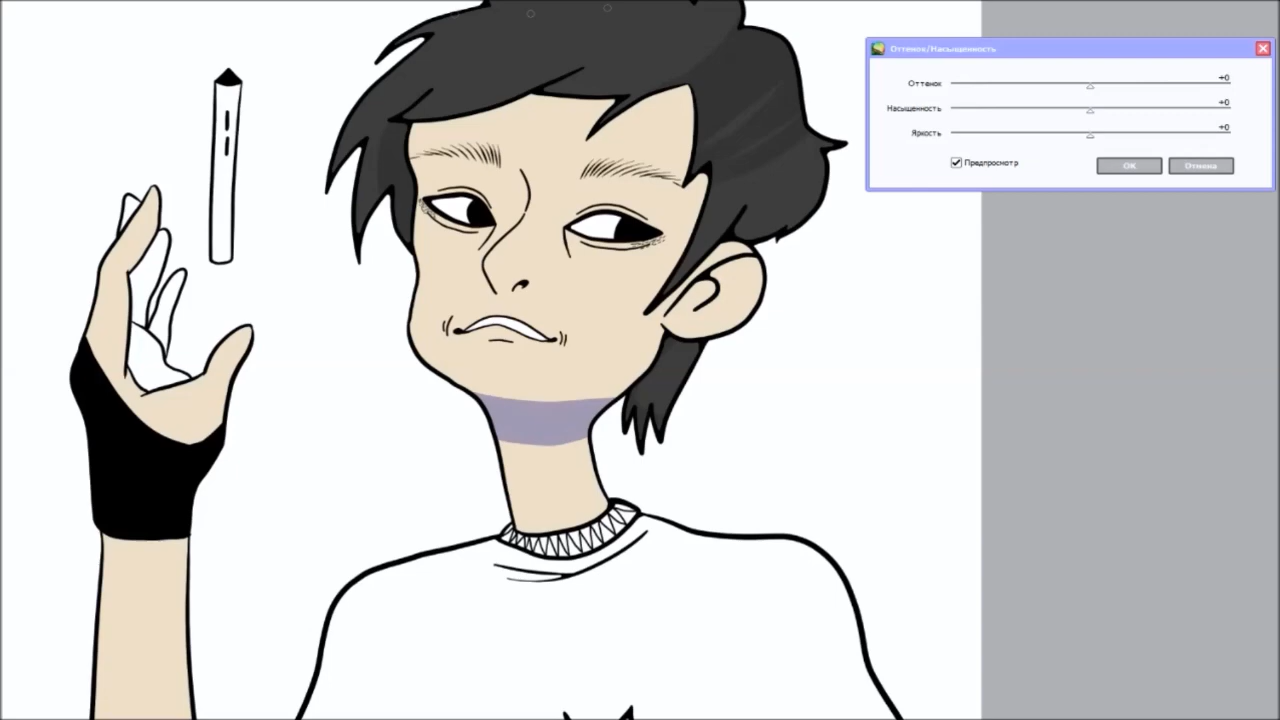 Оттенок/Насыщенность
Оттенок +0
Насыщенность +0
Яркость +0
Предпросмотр
OK Отмена